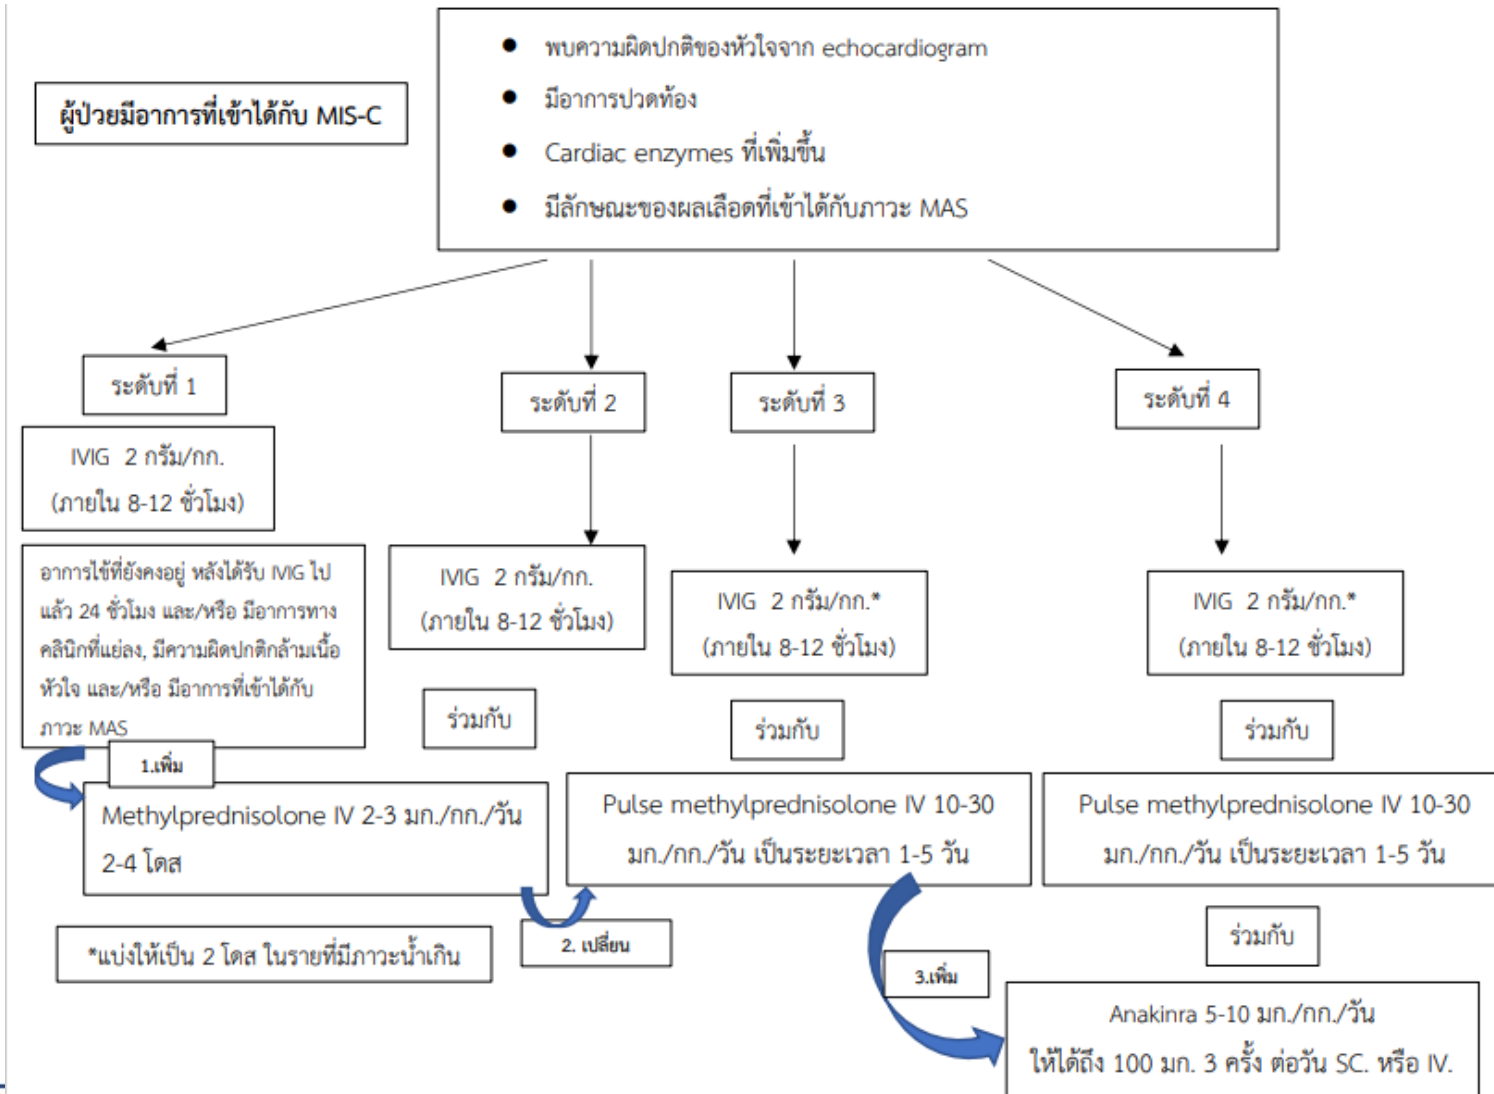 ผู้ป่วยมีอาการที่เข้าได้กับ MIS-C
● พบความผิดปกติของหัวใจจาก echocardiogram
● มีอาการปวดท้อง
● Cardiac enzymes ที่เพิ่มขึ้น
● มีลักษณะของผลเลือดที่เข้าได้กับภาวะ MAS
ระดับที่ 1
IVIG 2 กรัม/กก.
(ภายใน 8-12 ชั่วโมง)
อาการไข้ที่ยังคงอยู่ หลังได้รับ IVIG ไป
แล้ว 24 ชั่วโมง และ/หรือ มีอาการทาง
คลินิกที่แย่ลง, มีความผิดปกติกล้ามเนื้อ
หัวใจ และ/หรือ มีอาการที่เข้าได้กับ
ภาวะ MAS
1.เพิ่ม
ระดับที่ 2
IVIG 2 กรัม/กก.
(ภายใน 8-12 ชั่วโมง)
ร่วมกับ
Methylprednisolone IV 2-3 มก./กก./วัน
2-4 โดส
2. เปลี่ยน
ระดับที่ 3
IVIG 2 กรัม/กก.*
(ภายใน 8-12 ชั่วโมง)
ร่วมกับ
Pulse methylprednisolone IV 10-30
มก./กก./วัน เป็นระยะเวลา 1-5 วัน
3.เพิ่ม
ระดับที่ 4
IVIG 2 กรัม/กก.*
(ภายใน 8-12 ชั่วโมง)
ร่วมกับ
Pulse methylprednisolone IV 10-30
มก./กก./วัน เป็นระยะเวลา 1-5 วัน
ร่วมกับ
Anakinra 5-10 มก./กก./วัน
ให้ได้ถึง 100 มก. 3 ครั้ง ต่อวัน SC. หรือ IV.
*แบ่งให้เป็น 2 โดส ในรายที่มีภาวะน้ำเกิน